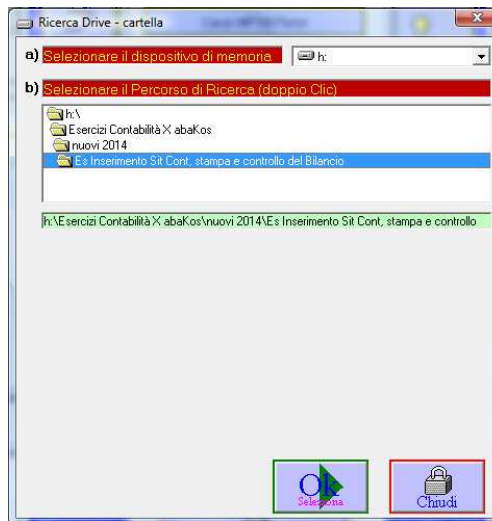 Ricerca Drive - cartella
a) Selezionare il dispositivo di memoria
h:
b) Selezionare il Percorso di Ricerca (doppio Clic)
h:\
Esercizi Contabilità X abaKos
nuovi 2014
Es Inserimento Sit Cont, stampa e controllo del Bilancio
h:\Esercizi Contabilità X abaKos\nuovi 2014\Es Inserimento Sit Cont, stampa e controllo
Ok
Seleziona
Chiudi